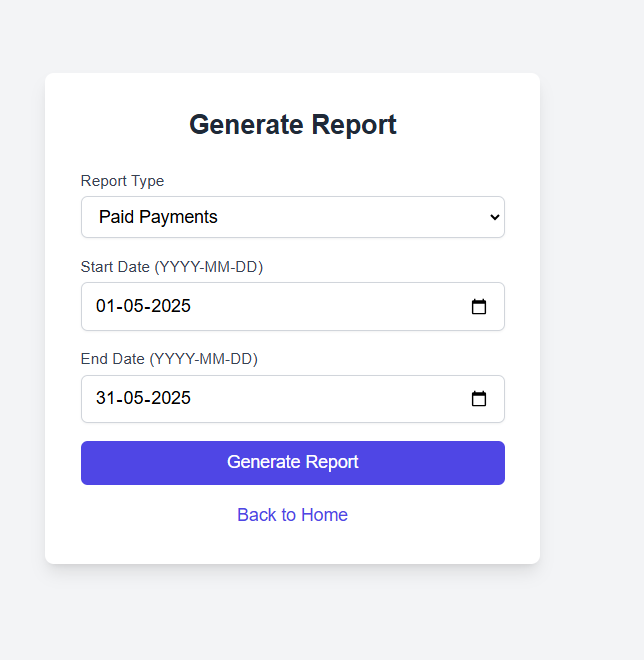 Generate Report
Report Type
Paid Payments
Start Date (YYYY-MM-DD)
01-05-2025
End Date (YYYY-MM-DD)
31-05-2025
Generate Report
Back to Home